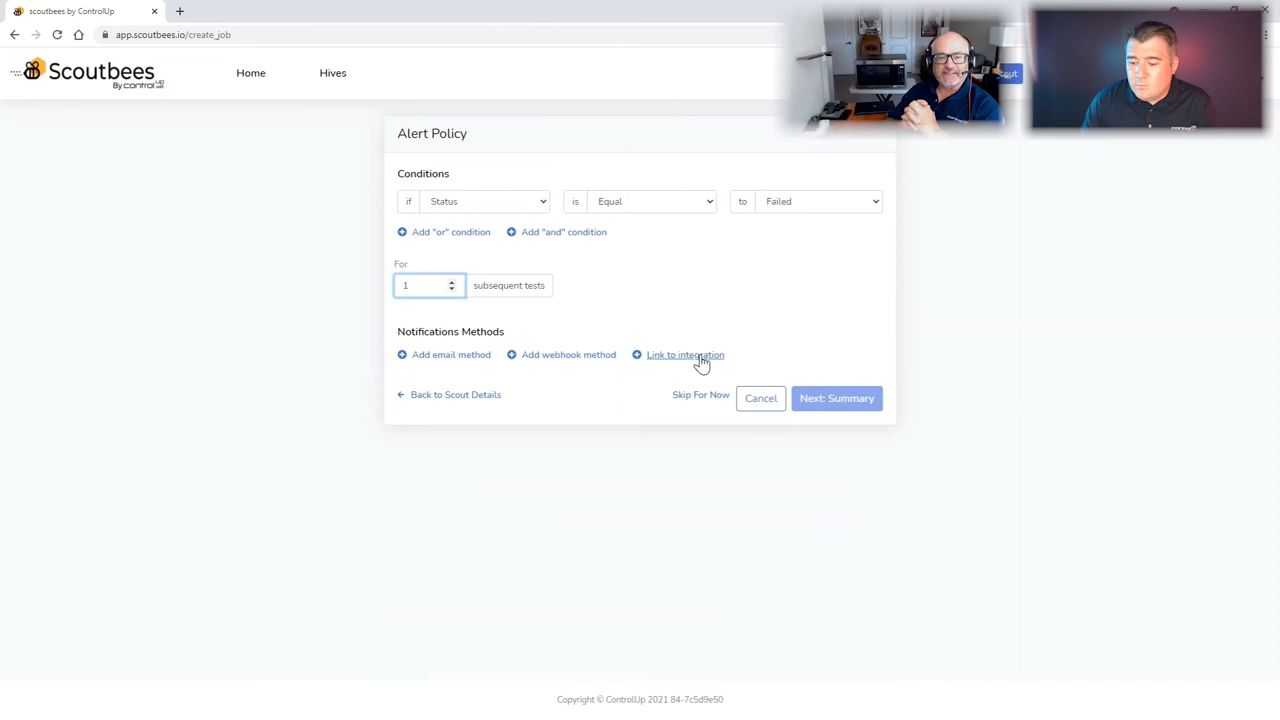 scoutbees by ControlUp
app.scoutbees.io/create_job
Scoutbees
By controlUP
Home
Hives
out
Alert Policy
Conditions
if Status is Equal to Failed
Add "or" condition Add "and" condition
For
1 subsequent tests
Notifications Methods
Add email method Add webhook method Link to integration
Back to Scout Details Skip For Now Cancel Next: Summary
Copyright © ControlUp 2021 84-7c5d9e50